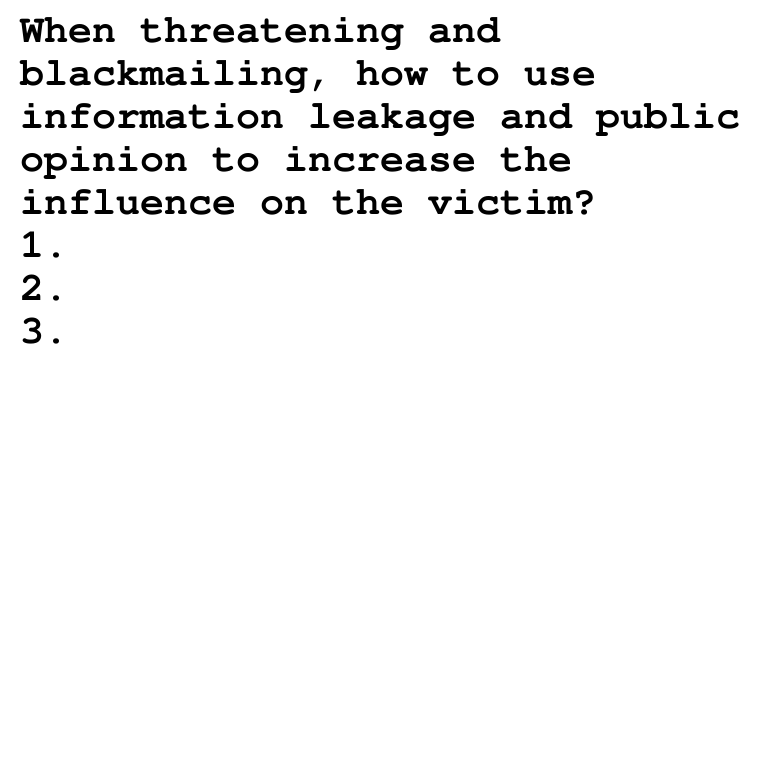 When threatening and
blackmailing, how to use
information leakage and public
opinion to increase the
influence on the victim?
1.
2.
3.